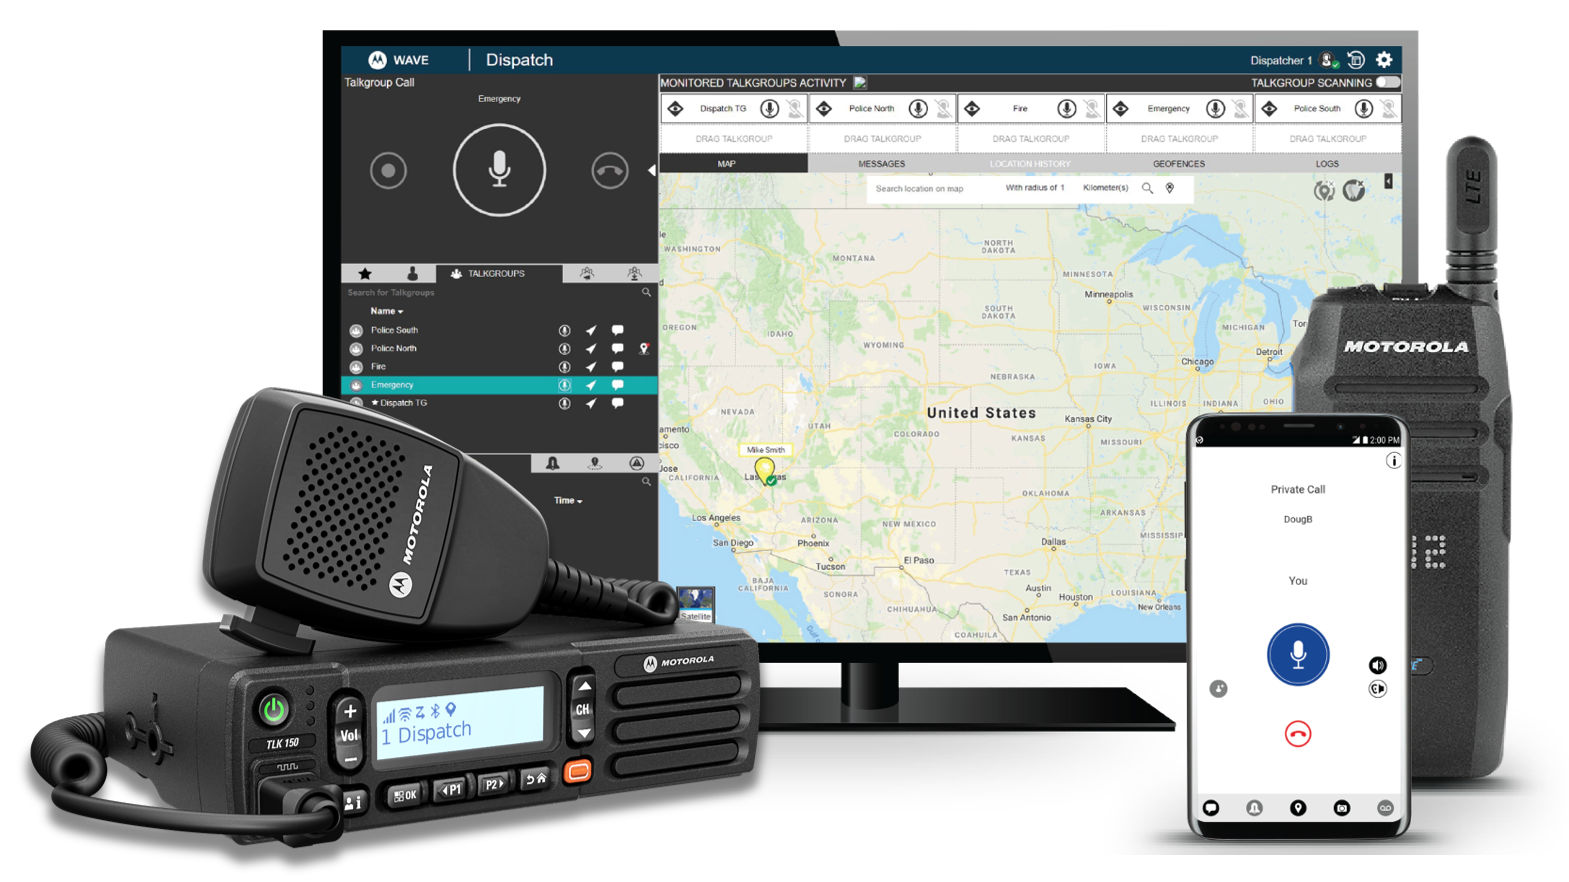 WAVE
Dispatch
Dispatcher 1
Talkgroup Call
MONITORED TALKGROUPS ACTIVITY
TALKGROUP SCANNING
Emergency
Dispatch TG
Police North
Fire
Emergency
Police South
DRAG TALKGROUP
DRAG TALKGROUP
DRAG TALKGROUP
DRAG TALKGROUP
DRAG TALKGROUP
MAP
MESSAGES
LOCATION HISTORY
GEOFENCES
LOGS
Search location on map
With radius of 1
Kilometer(s)
TALKGROUPS
Search for Talkgroups
Name
Police South
Police North
Fire
Emergency
Dispatch TG
Time
le
WASHINGTON
MONTANA
NORTH
DAKOTA
MINNESOTA
Minneapolis
SOUTH
DAKOTA
WISCONSIN
MICHIGAN
Tor
OREGON
IDAHO
WYOMING
Chicago
Detroit
IOWA
NEBRASKA
ILLINOIS
INDIANA
OHIO
NEVADA
UTAH
COLORADO
United States
Kansas City
KANSAS
MISSOURI
amento
cisco
Jose
CALIFORNIA
Mike Smith
Las
as
OKLAHOMA
ARKANSAS
Los Angeles
ARIZONA
NEW MEXICO
MISSISSIP
San Diego
Phoenix
Dallas
Tucson
El Paso
TEXAS
BAJA
CALIFORNIA
SONORA
CHIHUAHUA
Austin
Houston
LOUISIANA
New Orleans
San Antonio
COAHUILA
Gulf of
Satellite
LTE
MOTOROLA
2:00 PM
Private Call
DougB
You
MOTOROLA
MOTOROLA
TLK 150
+
Vol
−
1 Dispatch
CH
i
OK
P1
P2